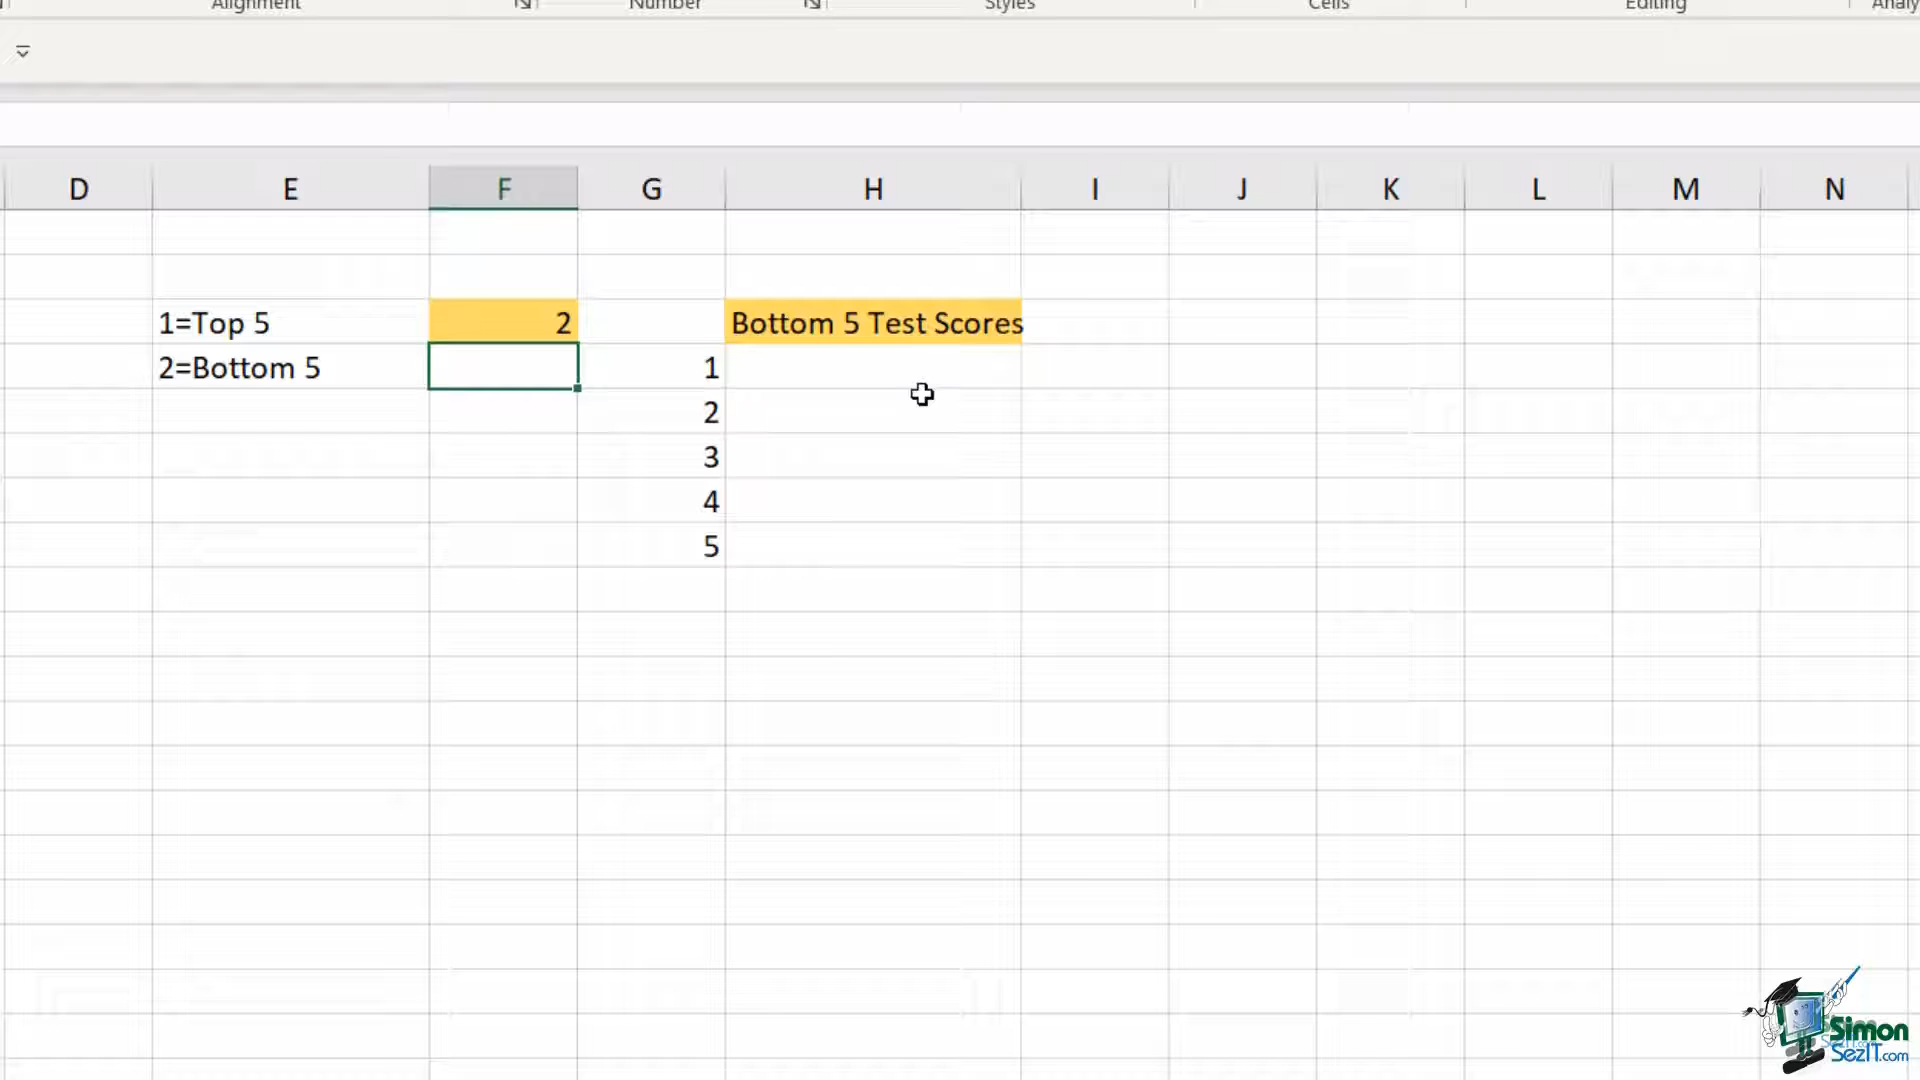 Alignment Number Styles Cells Editing Analy
D E F G H I J K L M N
1=Top 5 2 Bottom 5 Test Scores
2=Bottom 5 1
2
3
4
5
Simon
SezIT.com